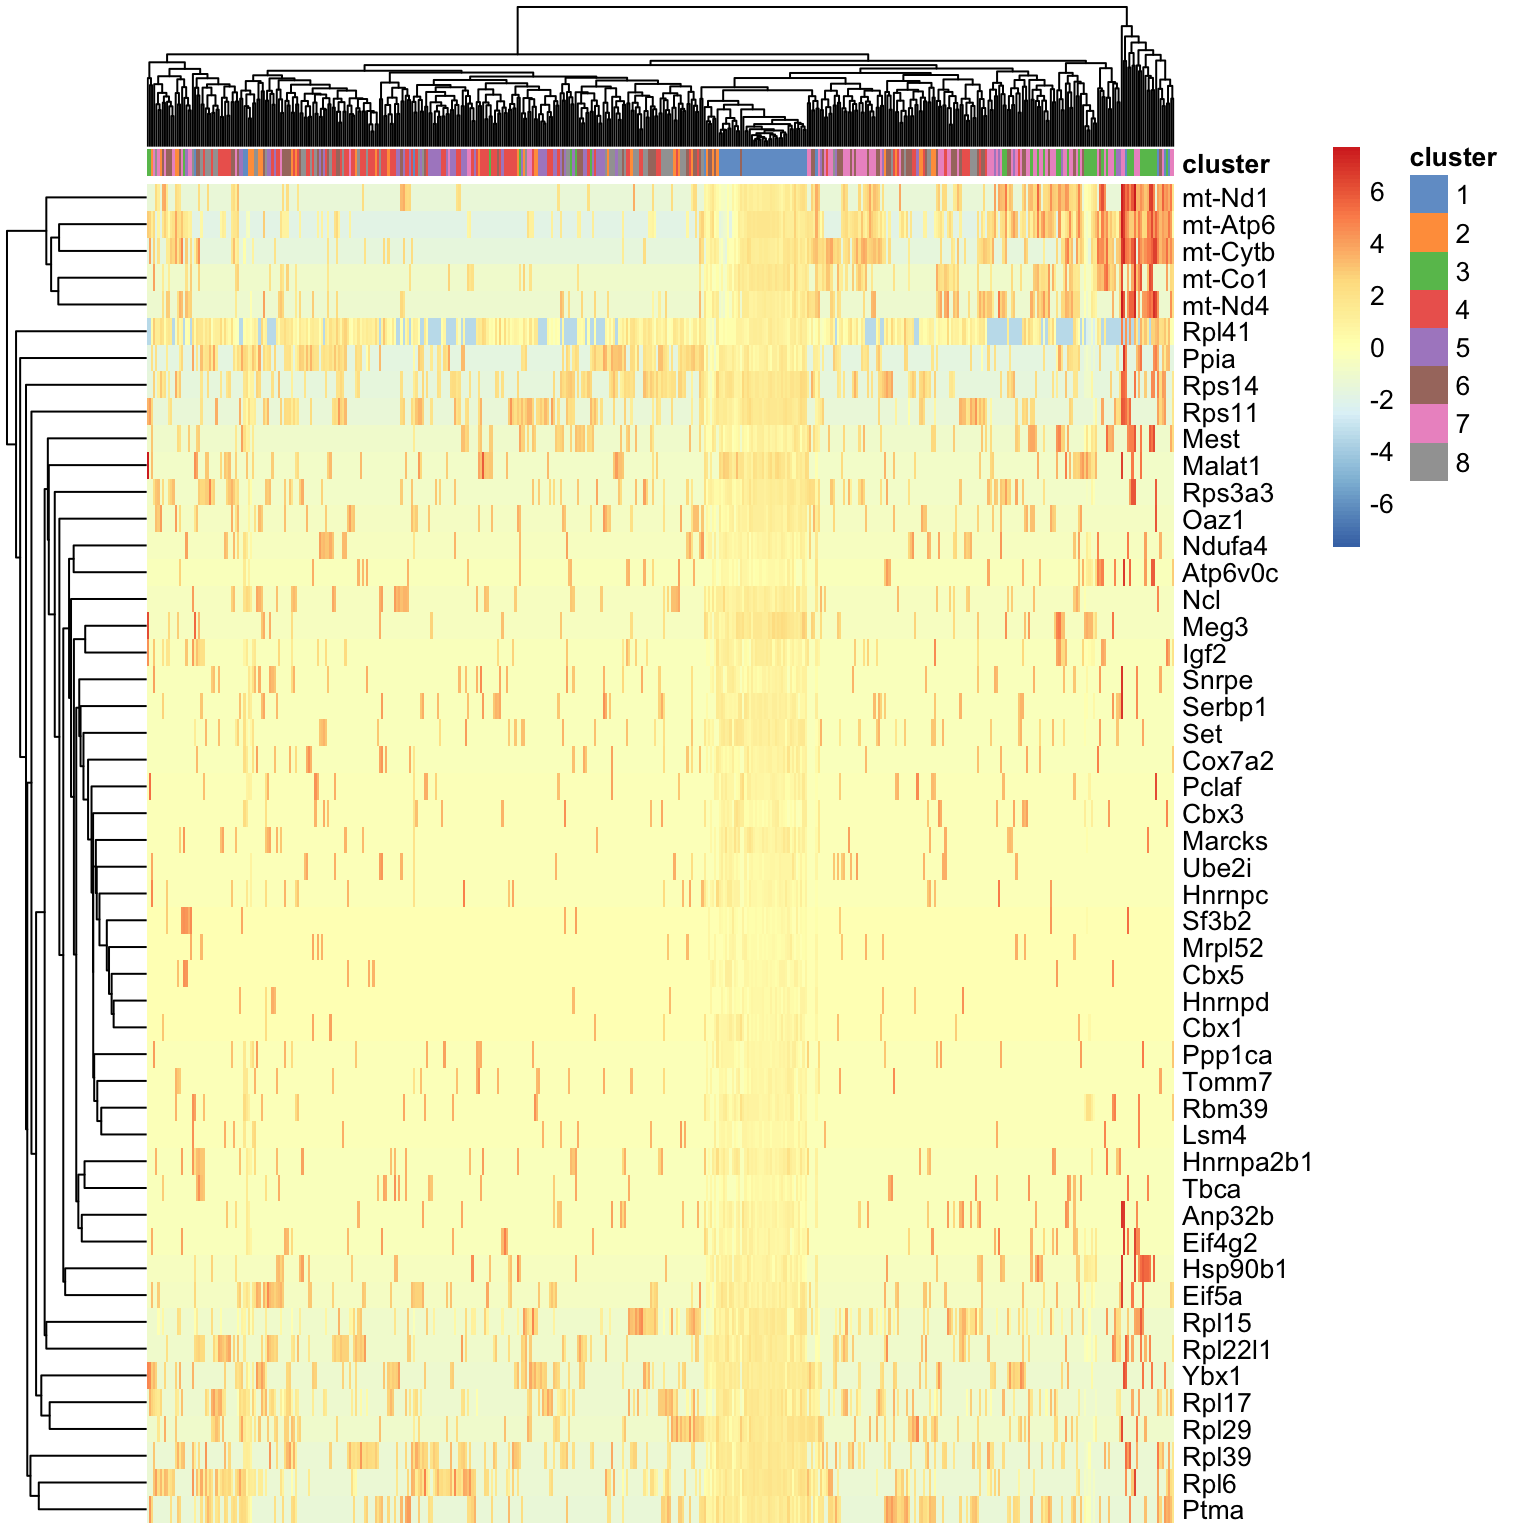 cluster
mt-Nd1
mt-Atp6
mt-Cytb
mt-Co1
mt-Nd4
Rpl41
Ppia
Rps14
Rps11
Mest
Malat1
Rps3a3
Oaz1
Ndufa4
Atp6v0c
Ncl
Meg3
Igf2
Snrpe
Serbp1
Set
Cox7a2
Pclaf
Cbx3
Marcks
Ube2i
Hnrnpc
Sf3b2
Mrpl52
Cbx5
Hnrnpd
Cbx1
Ppp1ca
Tomm7
Rbm39
Lsm4
Hnrnpa2b1
Tbca
Anp32b
Eif4g2
Hsp90b1
Eif5a
Rpl15
Rpl22l1
Ybx1
Rpl17
Rpl29
Rpl39
Rpl6
Ptma
6
4
2
0
-2
-4
-6
cluster
1
2
3
4
5
6
7
8